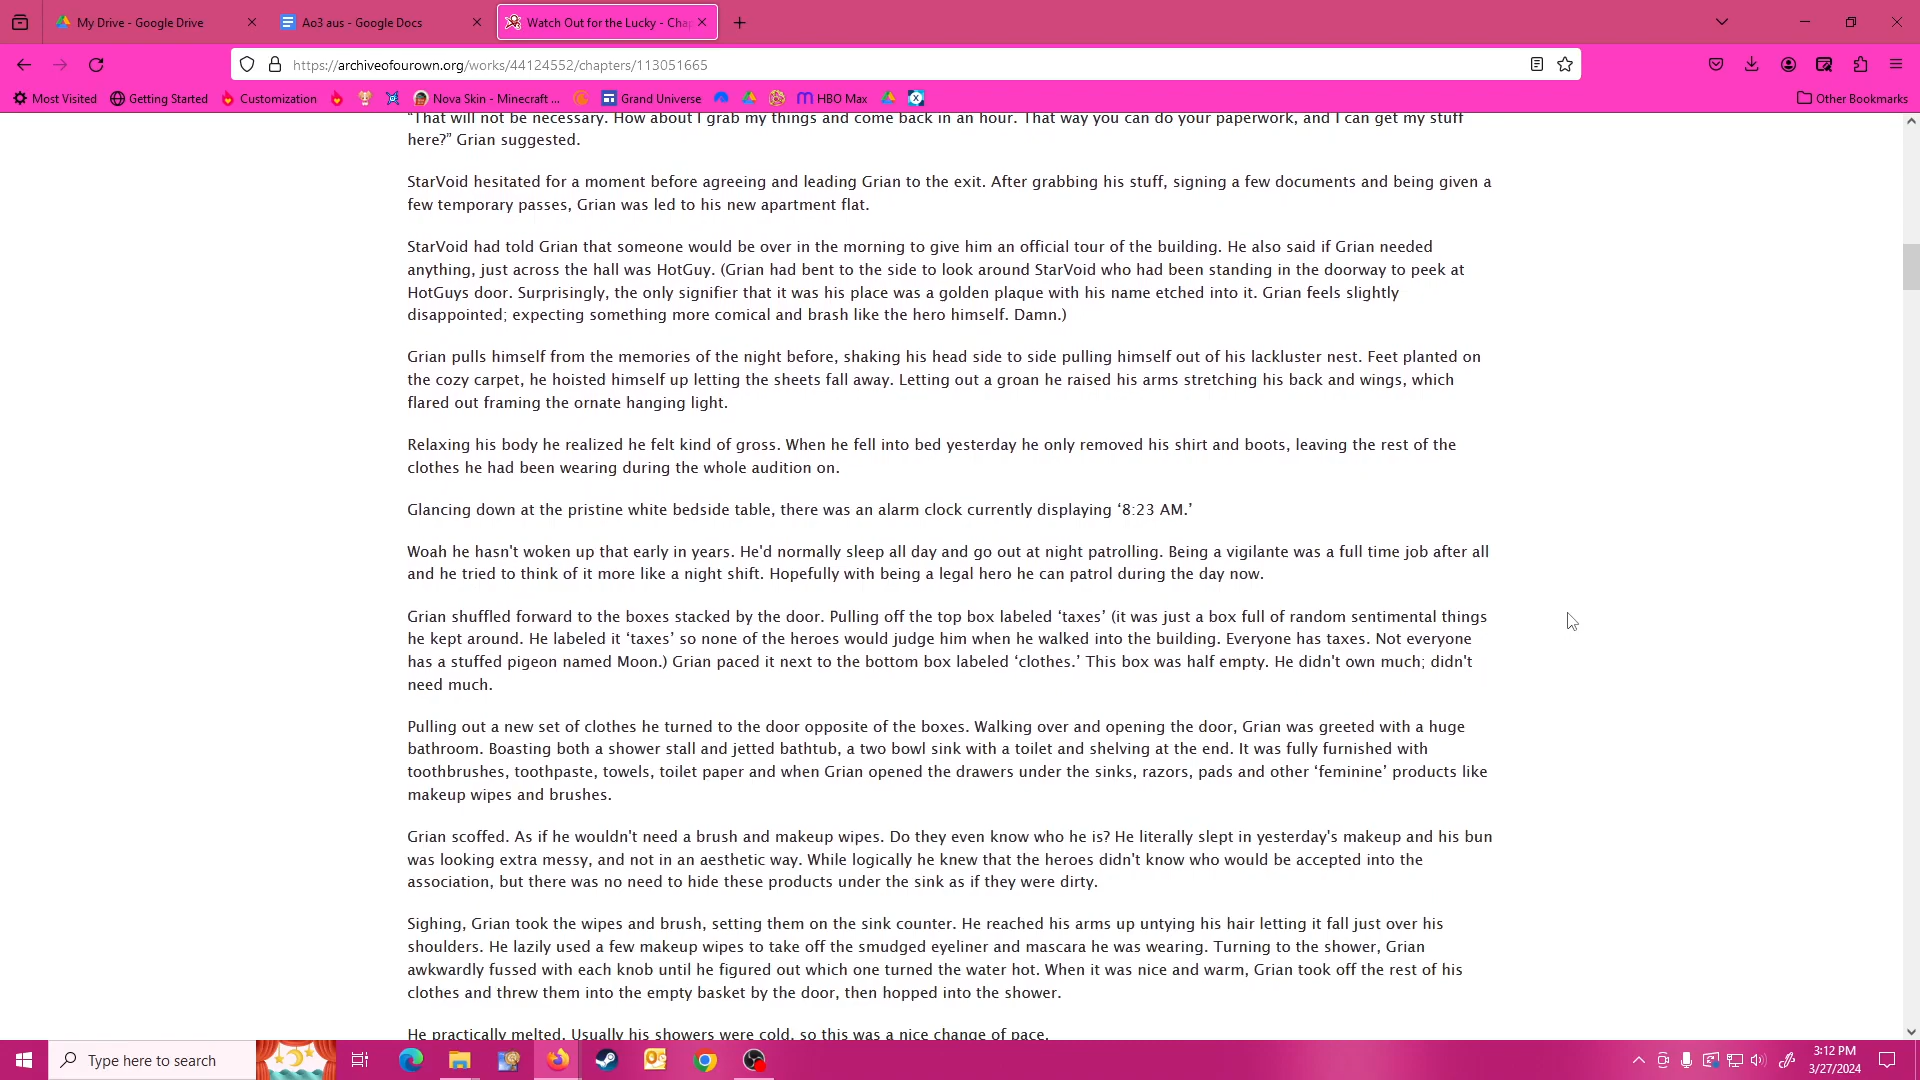 My Drive - Google Drive
Ao3 aus - Google Docs
Watch Out for the Lucky - Cha
https://archiveofourown.org/works/44124552/chapters/113051665
Most Visited
Getting Started
Customization
Nova Skin - Minecraft ...
Grand Universe
HBO Max
Other Bookmarks
"That will not be necessary. How about I grab my things and come back in an hour. That way you can do your paperwork, and I can get my stuff
here?” Grian suggested.
StarVoid hesitated for a moment before agreeing and leading Grian to the exit. After grabbing his stuff, signing a few documents and being given a
few temporary passes, Grian was led to his new apartment flat.
StarVoid had told Grian that someone would be over in the morning to give him an official tour of the building. He also said if Grian needed
anything, just across the hall was HotGuy. (Grian had bent to the side to look around StarVoid who had been standing in the doorway to peek at
HotGuys door. Surprisingly, the only signifier that it was his place was a golden plaque with his name etched into it. Grian feels slightly
disappointed; expecting something more comical and brash like the hero himself. Damn.)
Grian pulls himself from the memories of the night before, shaking his head side to side pulling himself out of his lackluster nest. Feet planted on
the cozy carpet, he hoisted himself up letting the sheets fall away. Letting out a groan he raised his arms stretching his back and wings, which
flared out framing the ornate hanging light.
Relaxing his body he realized he felt kind of gross. When he fell into bed yesterday he only removed his shirt and boots, leaving the rest of the
clothes he had been wearing during the whole audition on.
Glancing down at the pristine white bedside table, there was an alarm clock currently displaying ‘8:23 AM.’
Woah he hasn't woken up that early in years. He'd normally sleep all day and go out at night patrolling. Being a vigilante was a full time job after all
and he tried to think of it more like a night shift. Hopefully with being a legal hero he can patrol during the day now.
Grian shuffled forward to the boxes stacked by the door. Pulling off the top box labeled ‘taxes’ (it was just a box full of random sentimental things
he kept around. He labeled it ‘taxes’ so none of the heroes would judge him when he walked into the building. Everyone has taxes. Not everyone
has a stuffed pigeon named Moon.) Grian paced it next to the bottom box labeled ‘clothes.’ This box was half empty. He didn't own much; didn't
need much.
Pulling out a new set of clothes he turned to the door opposite of the boxes. Walking over and opening the door, Grian was greeted with a huge
bathroom. Boasting both a shower stall and jetted bathtub, a two bowl sink with a toilet and shelving at the end. It was fully furnished with
toothbrushes, toothpaste, towels, toilet paper and when Grian opened the drawers under the sinks, razors, pads and other ‘feminine’ products like
makeup wipes and brushes.
Grian scoffed. As if he wouldn't need a brush and makeup wipes. Do they even know who he is? He literally slept in yesterday's makeup and his bun
was looking extra messy, and not in an aesthetic way. While logically he knew that the heroes didn't know who would be accepted into the
association, but there was no need to hide these products under the sink as if they were dirty.
Sighing, Grian took the wipes and brush, setting them on the sink counter. He reached his arms up untying his hair letting it fall just over his
shoulders. He lazily used a few makeup wipes to take off the smudged eyeliner and mascara he was wearing. Turning to the shower, Grian
awkwardly fussed with each knob until he figured out which one turned the water hot. When it was nice and warm, Grian took off the rest of his
clothes and threw them into the empty basket by the door, then hopped into the shower.
He practically melted. Usually his showers were cold, so this was a nice change of pace.
Type here to search
3:12 PM
3/27/2024